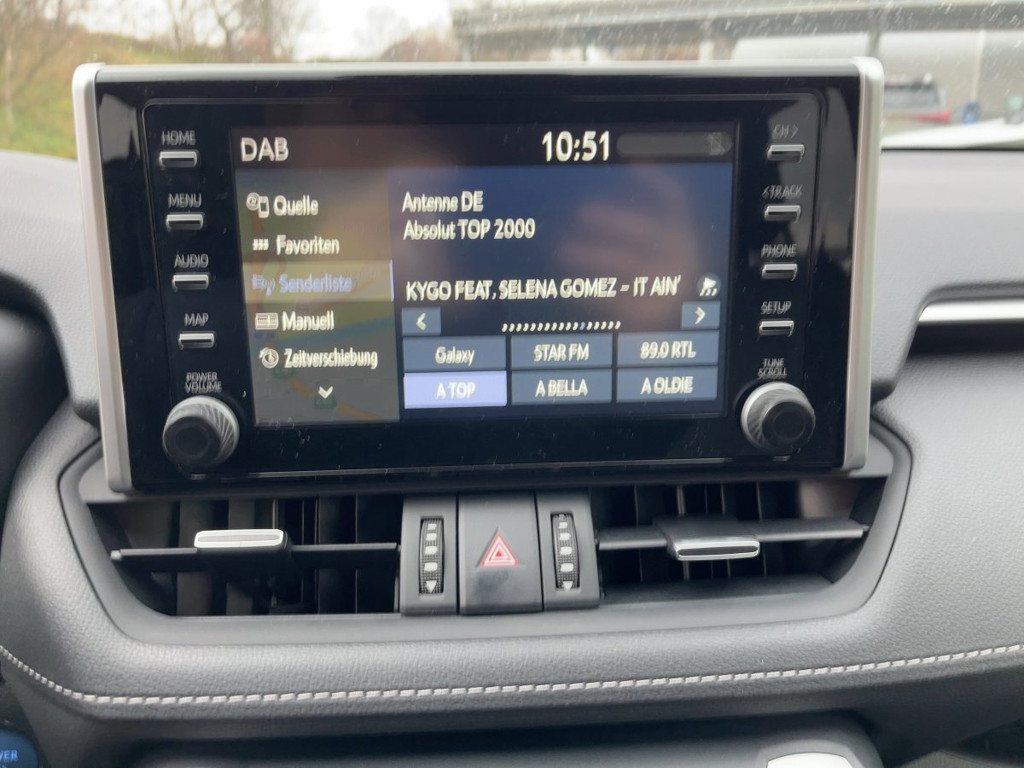 HOME
MENU
AUDIO
MAP
POWER
VOLUME
DAB
10:51
Quelle
Favoriten
Senderliste
Manuell
Zeitverschiebung
Antenne DE
Absolut TOP 2000
KYGO FEAT. SELENA GOMEZ - IT AIN'
Galaxy
STAR FM
89.0 RTL
A TOP
A BELLA
A OLDIE
CH >
< TRACK
PHONE
SETUP
TUNE
SCROLL
WER